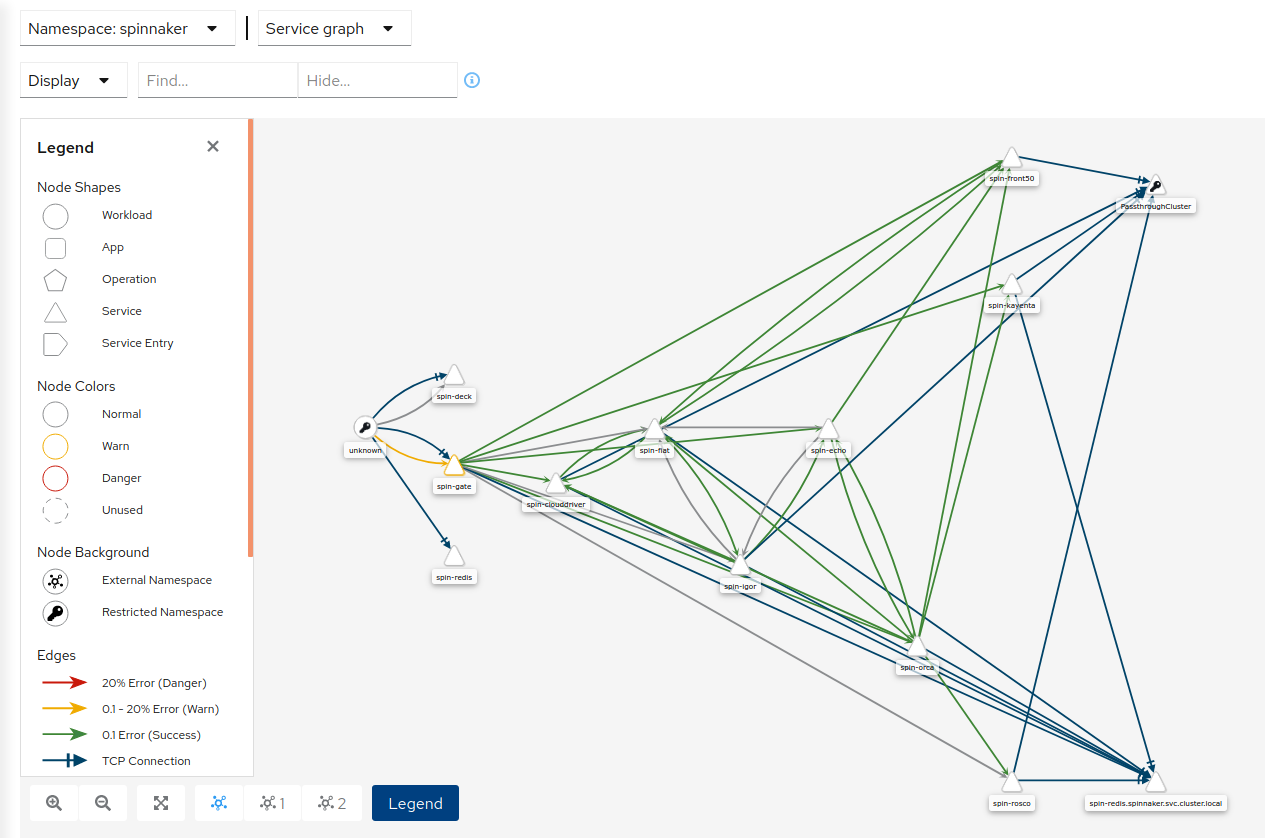 Namespace: spinnaker
Service graph
Display
Find...
Hide...
Legend
Node Shapes
Workload
App
Operation
Service
Service Entry
Node Colors
Normal
Warn
Danger
Unused
Node Background
External Namespace
Restricted Namespace
Edges
20% Error (Danger)
0.1 - 20% Error (Warn)
0.1 Error (Success)
TCP Connection
spin-front50
PassthroughCluster
spin-kayenta
spin-deck
unknown
spin-fiat
spin-echo
spin-gate
spin-clouddriver
spin-redis
spin-igor
spin-orca
spin-rosco
spin-redis.spinnaker.svc.cluster.local
1
2
Legend